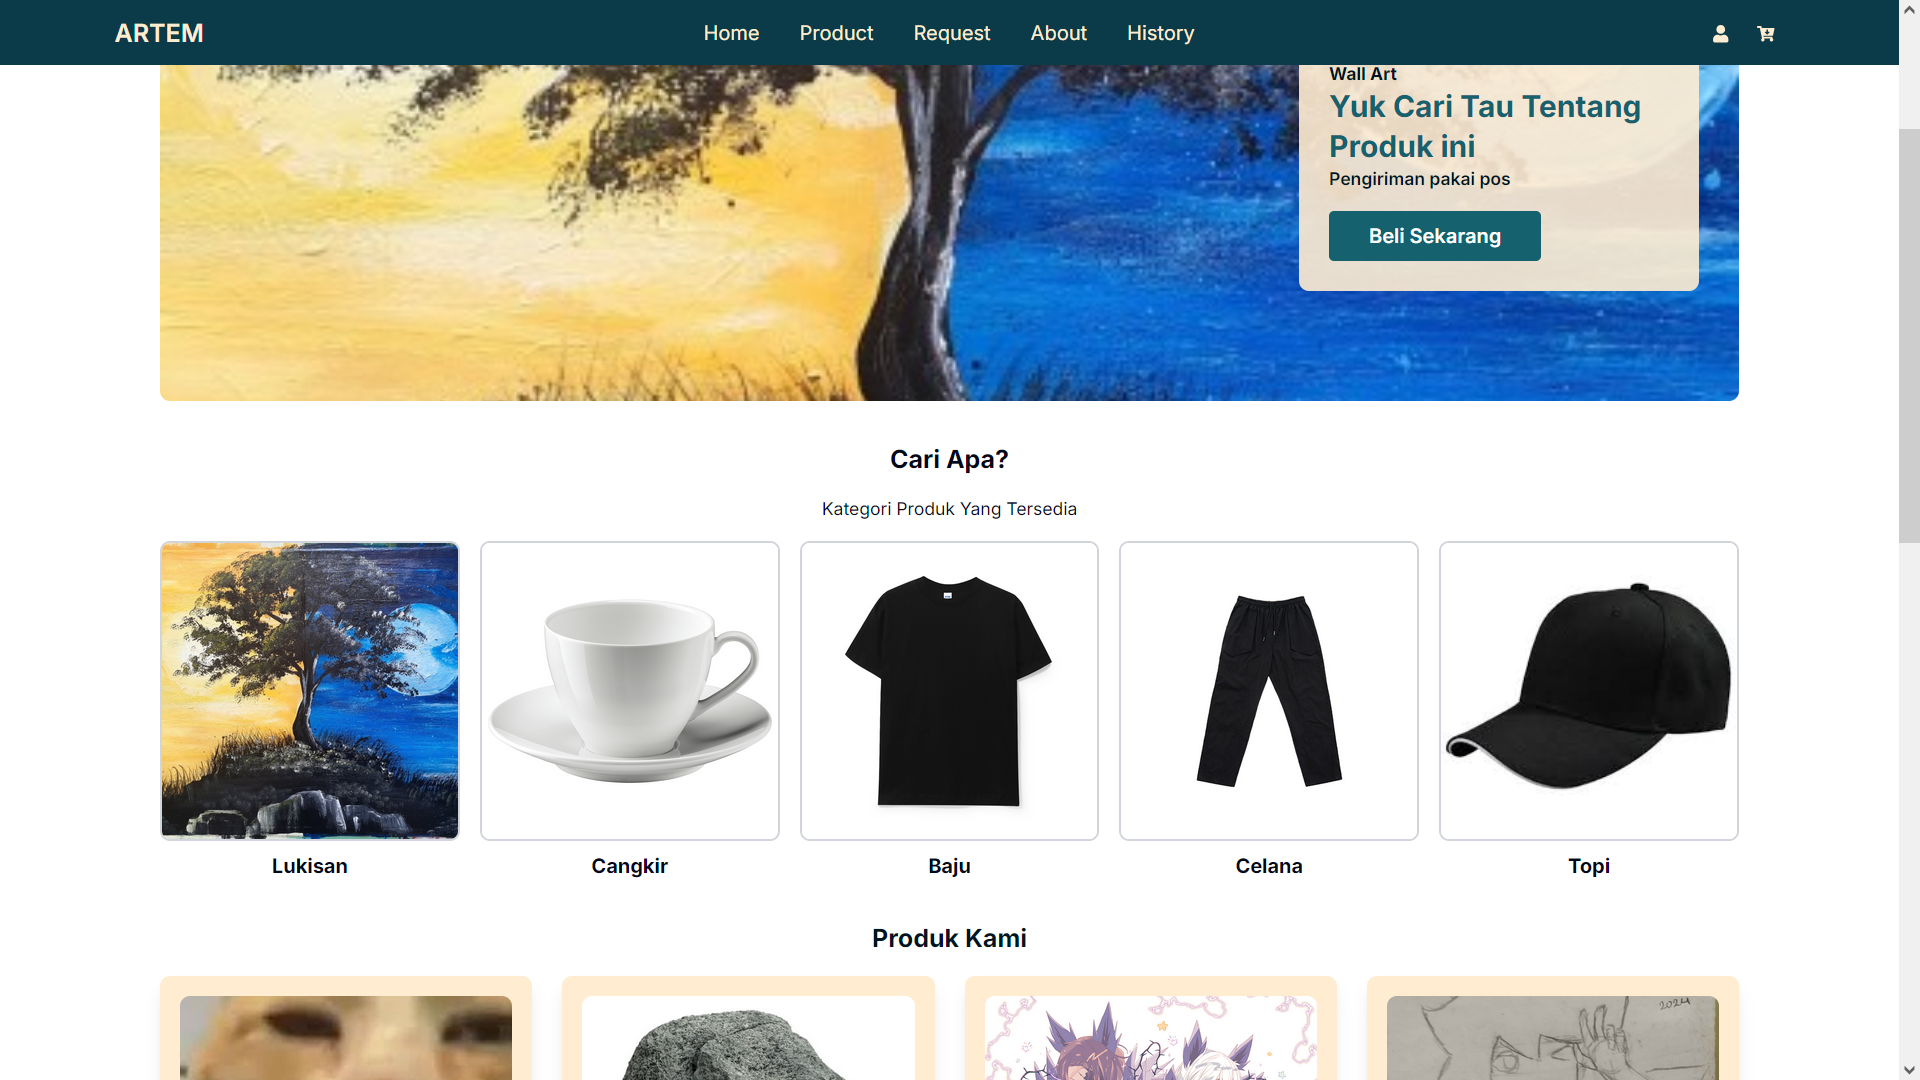 ARTEM
Home
Product
Request
About
History
Wall Art
Yuk Cari Tau Tentang
Produk ini
Pengiriman pakai pos
Beli Sekarang
Cari Apa?
Kategori Produk Yang Tersedia
Lukisan
Cangkir
Baju
Celana
Topi
Produk Kami
2024